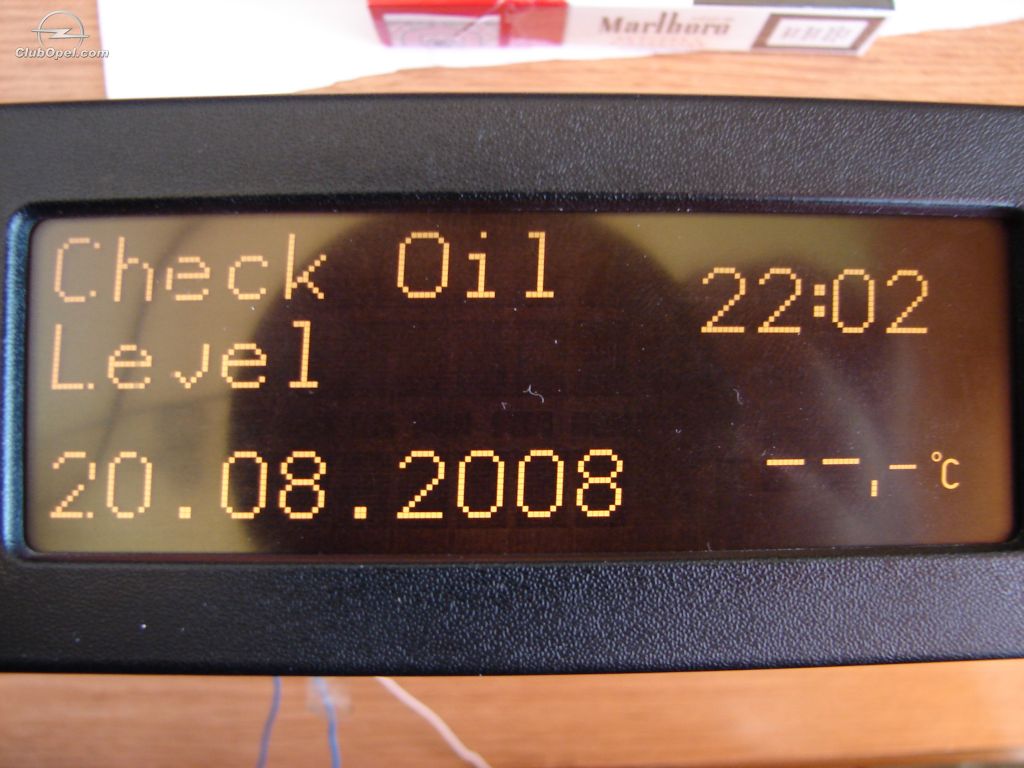 ClubOpel.com
Marlboro
Check Oil
Level
22:02
20.08.2008
--,-°C